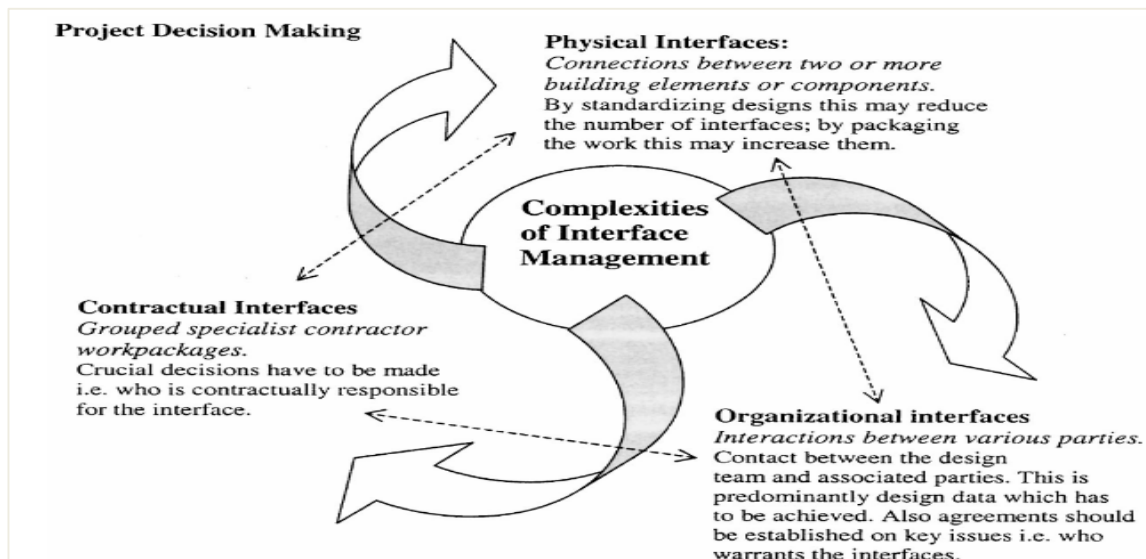 Project Decision Making
Physical Interfaces:
Connections between two or more
building elements or components.
By standardizing designs this may reduce
the number of interfaces; by packaging
the work this may increase them.
Complexities
of Interface
Management
Contractual Interfaces
Grouped specialist contractor
workpackages.
Crucial decisions have to be made
i.e. who is contractually responsible
for the interface.
Organizational interfaces
Interactions between various parties.
Contact between the design
team and associated parties. This is
predominantly design data which has
to be achieved. Also agreements should
be established on key issues i.e. who
warrants the interfaces.